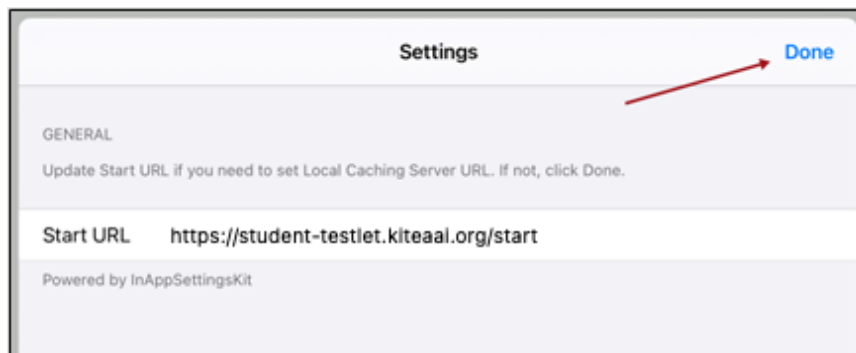 Settings
Done
GENERAL
Update Start URL if you need to set Local Caching Server URL. If not, click Done.
Start URL https://student-testlet.kiteaai.org/start
Powered by InAppSettingsKit